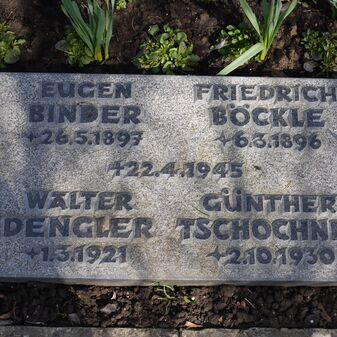 EUGEN
BINDER
✦26.5.1897
FRIEDRICH
BÖCKLE
✦6.3.1896
✝22.4.1945
WALTER
DENGLER
✦1.3.1921
GÜNTHER
✦2.10.1930